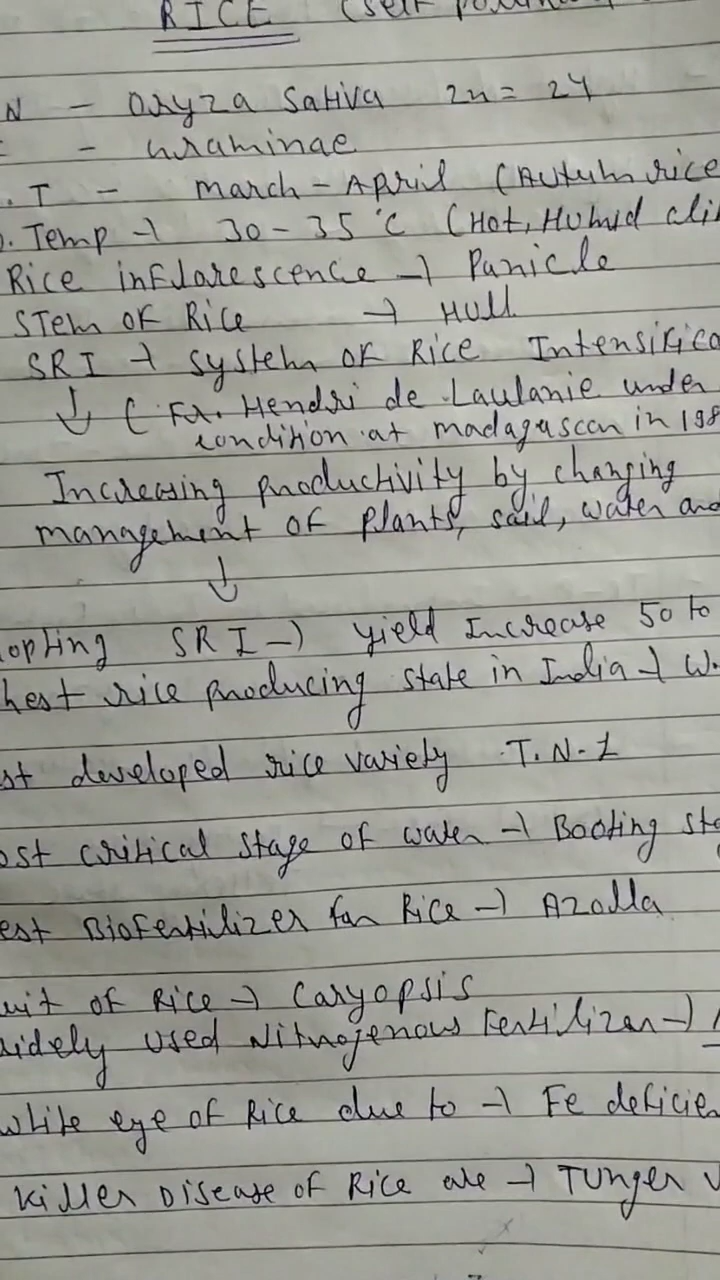 RICE (Self
N - Oryza Sativa 2n = 24
- Graminae
. T - March - April (Autum rice
. Temp → 30 - 35°C (Hot, Humid cli
Rice inflorescence → Panicle
Stem of Rice → Hull
SRI → System of Rice Intensifica
↓ ( Fr. Hendri de Laulanie under
condition at madagascar in 198
Increasing productivity by changing
management of plants, soil, water and
↓
opting SRI → yield Increase 50 to
hest rice producing state in India → W.
st developed rice variety T.N-1
ost critical stage of water → Booting sta
est Biofertilizer for Rice → Azolla
uit of Rice → Caryopsis
widely used Nitrogenous Fertilizer →
white eye of Rice due to → Fe deficie
Killer Disease of Rice are → Tunger v